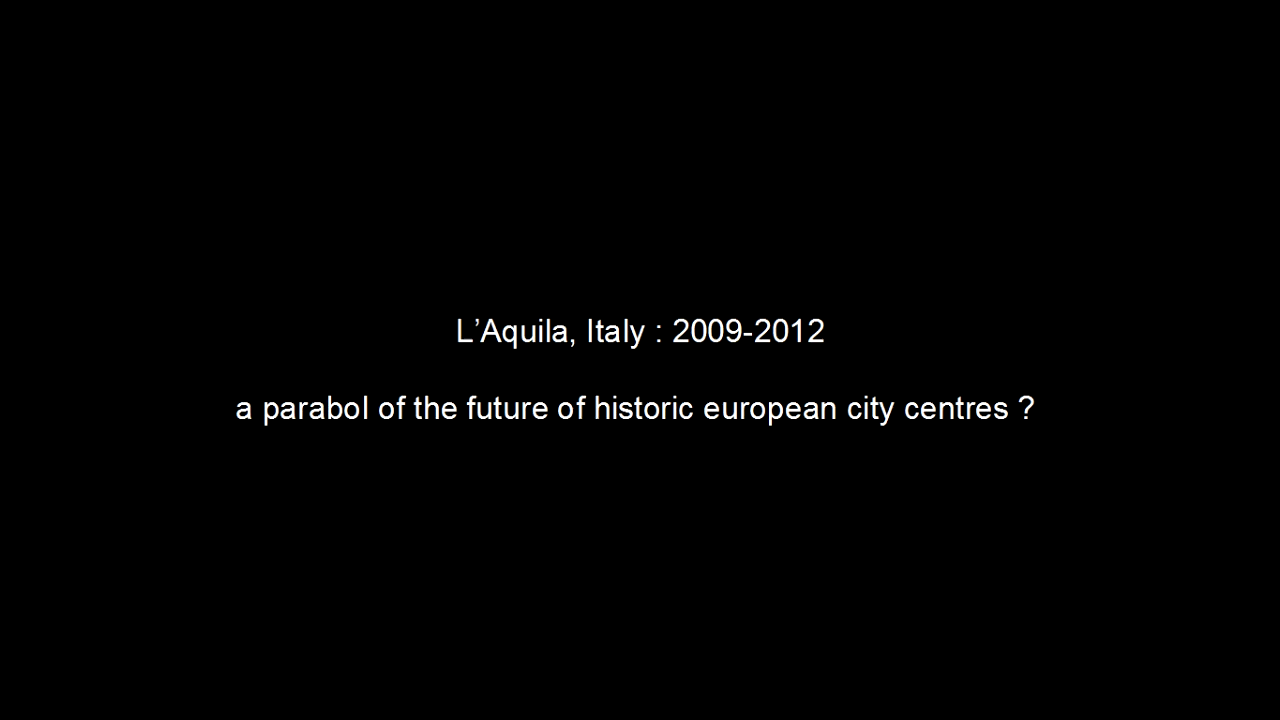 L’Aquila, Italy : 2009-2012
a parabol of the future of historic european city centres ?